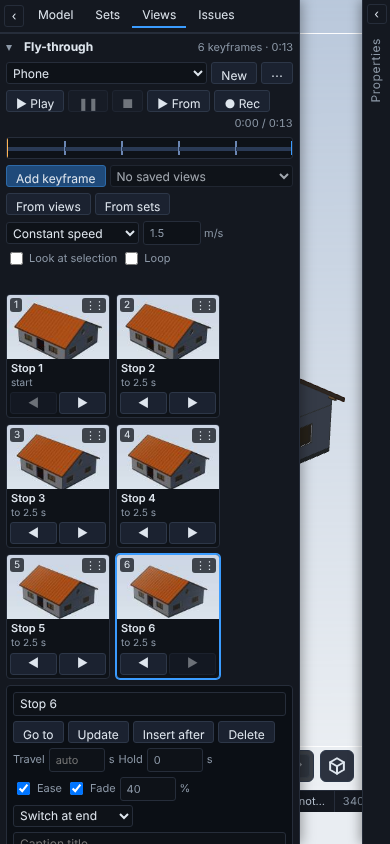 Model Sets Views Issues
Fly-through 6 keyframes · 0:13
Properties
Phone New ...
Play From Rec
0:00 / 0:13
Add keyframe No saved views
From views From sets
Constant speed 1.5 m/s
Look at selection Loop
1 2
Stop 1 Stop 2
start to 2.5 s
3 4
Stop 3 Stop 4
to 2.5 s to 2.5 s
5 6
Stop 5 Stop 6
to 2.5 s to 2.5 s
Stop 6
Go to Update Insert after Delete
Travel auto s Hold 0 s
Ease Fade 40 %
not... 340
Switch at end
Caption title